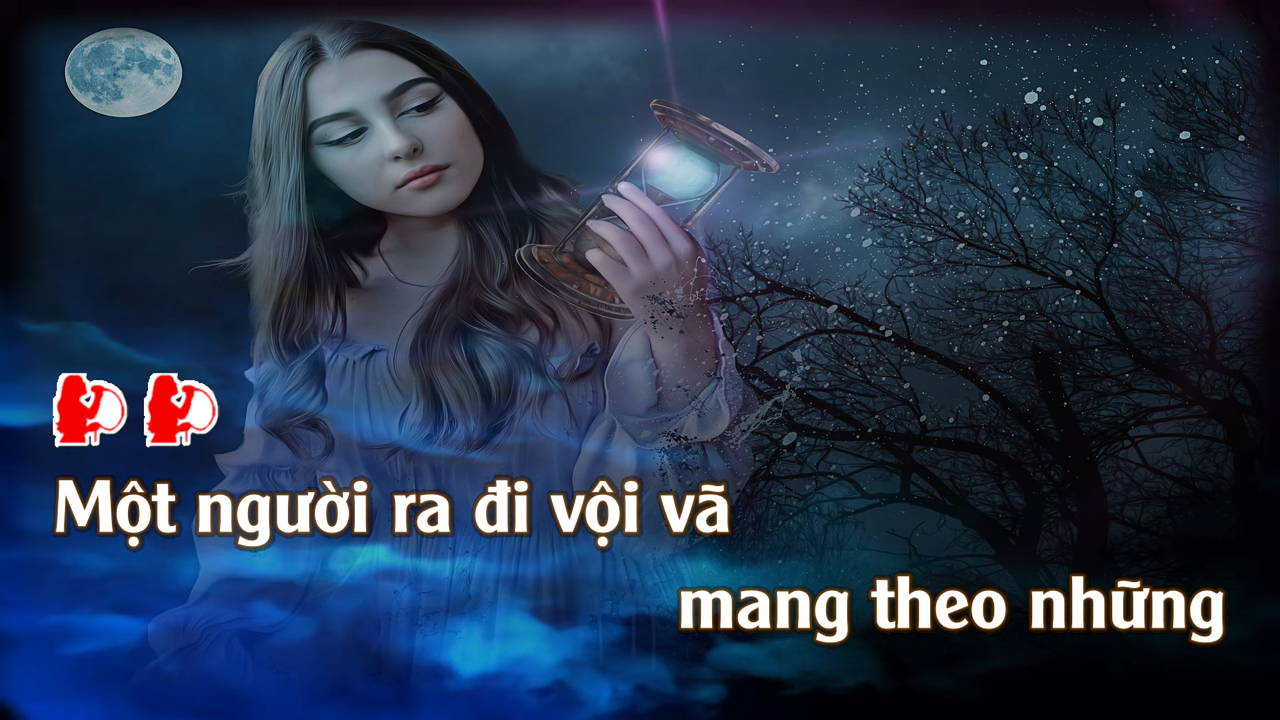 Một người ra đi vội vã
mang theo những